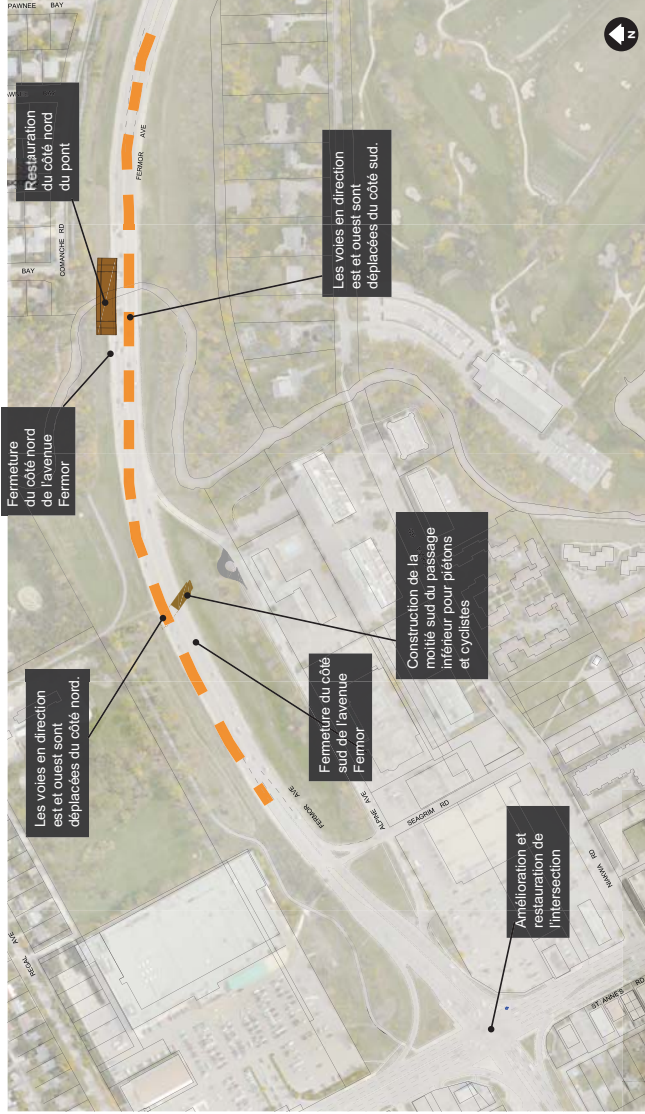 Restauration
du côté nord
du pont
Fermeture
du côté nord
de l'avenue
Fermor
Les voies en direction
est et ouest sont
déplacées du côté nord.
Les voies en direction
est et ouest sont
déplacées du côté sud.
Construction de la
moitié sud du passage
inférieur pour piétons
et cyclistes
Fermeture du côté
sud de l'avenue
Fermor
Amélioration et
restauration de
l'intersection
PAWNEE BAY
BAY
COMANCHE RD
FERMOR AVE
FERMOR AVE
ALPINE AVE
SEAGRIM RD
NIAKWA RD
ST. ANNE'S RD
REGAL AVE
N